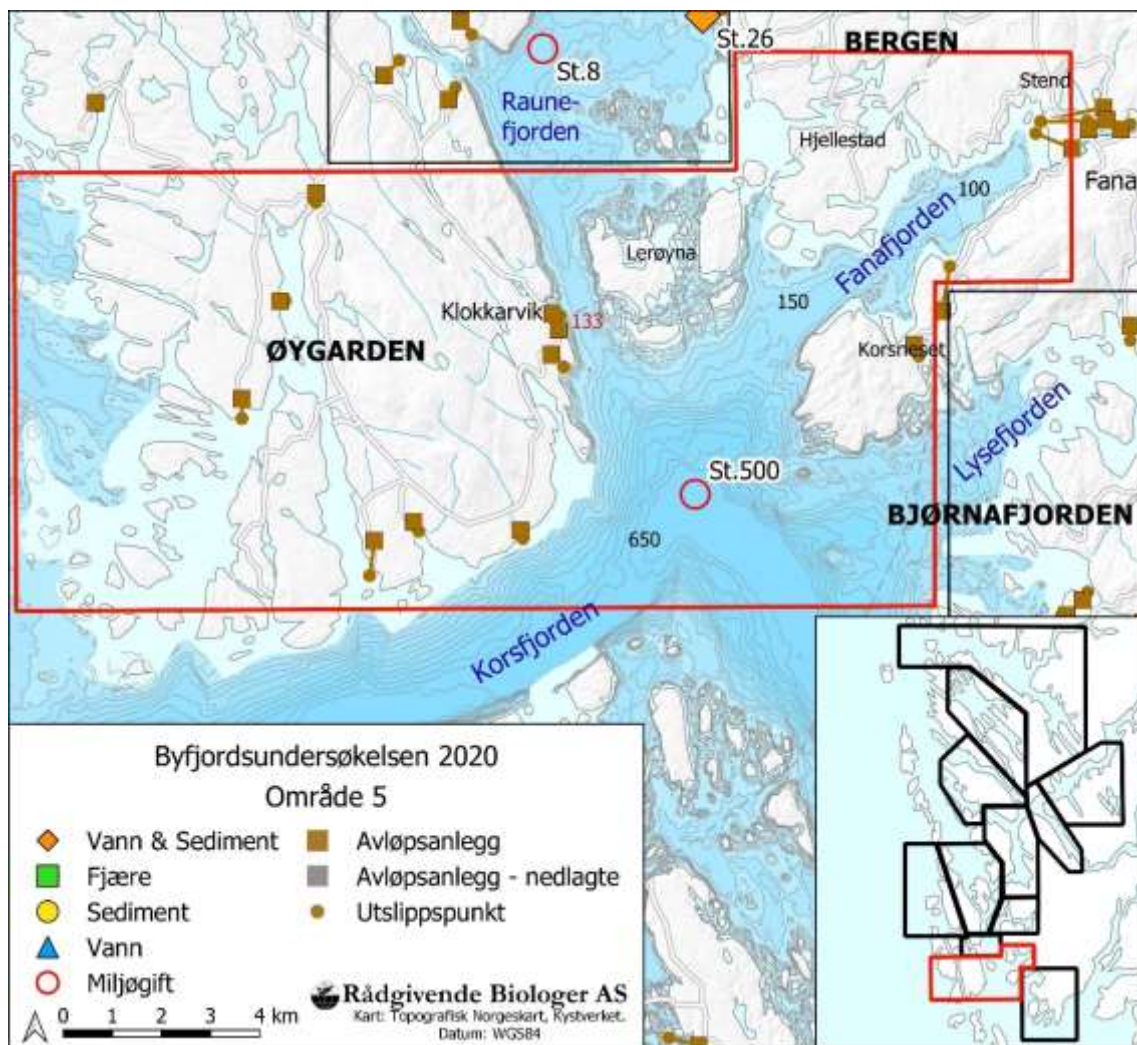 St.26
BERGEN
St.8
Stend
Raune-
fjorden
Hjellestad
100
Fana
Lerøyna
Fanafjorden
150
Klokkarvik
133
ØYGARDEN
Korsneset
Lysefjorden
St.500
BJØRNAFJORDEN
650
Korsfjorden
Byfjordsundersøkelsen 2020
Område 5
Vann & Sediment
Avløpsanlegg
Fjære
Avløpsanlegg - nedlagte
Sediment
Utslippspunkt
Vann
Miljøgift
0 1 2 3 4 km
Rådgivende Biologer AS
Kart: Topografisk Norgeskart, Kystverket.
Datum: WGS84